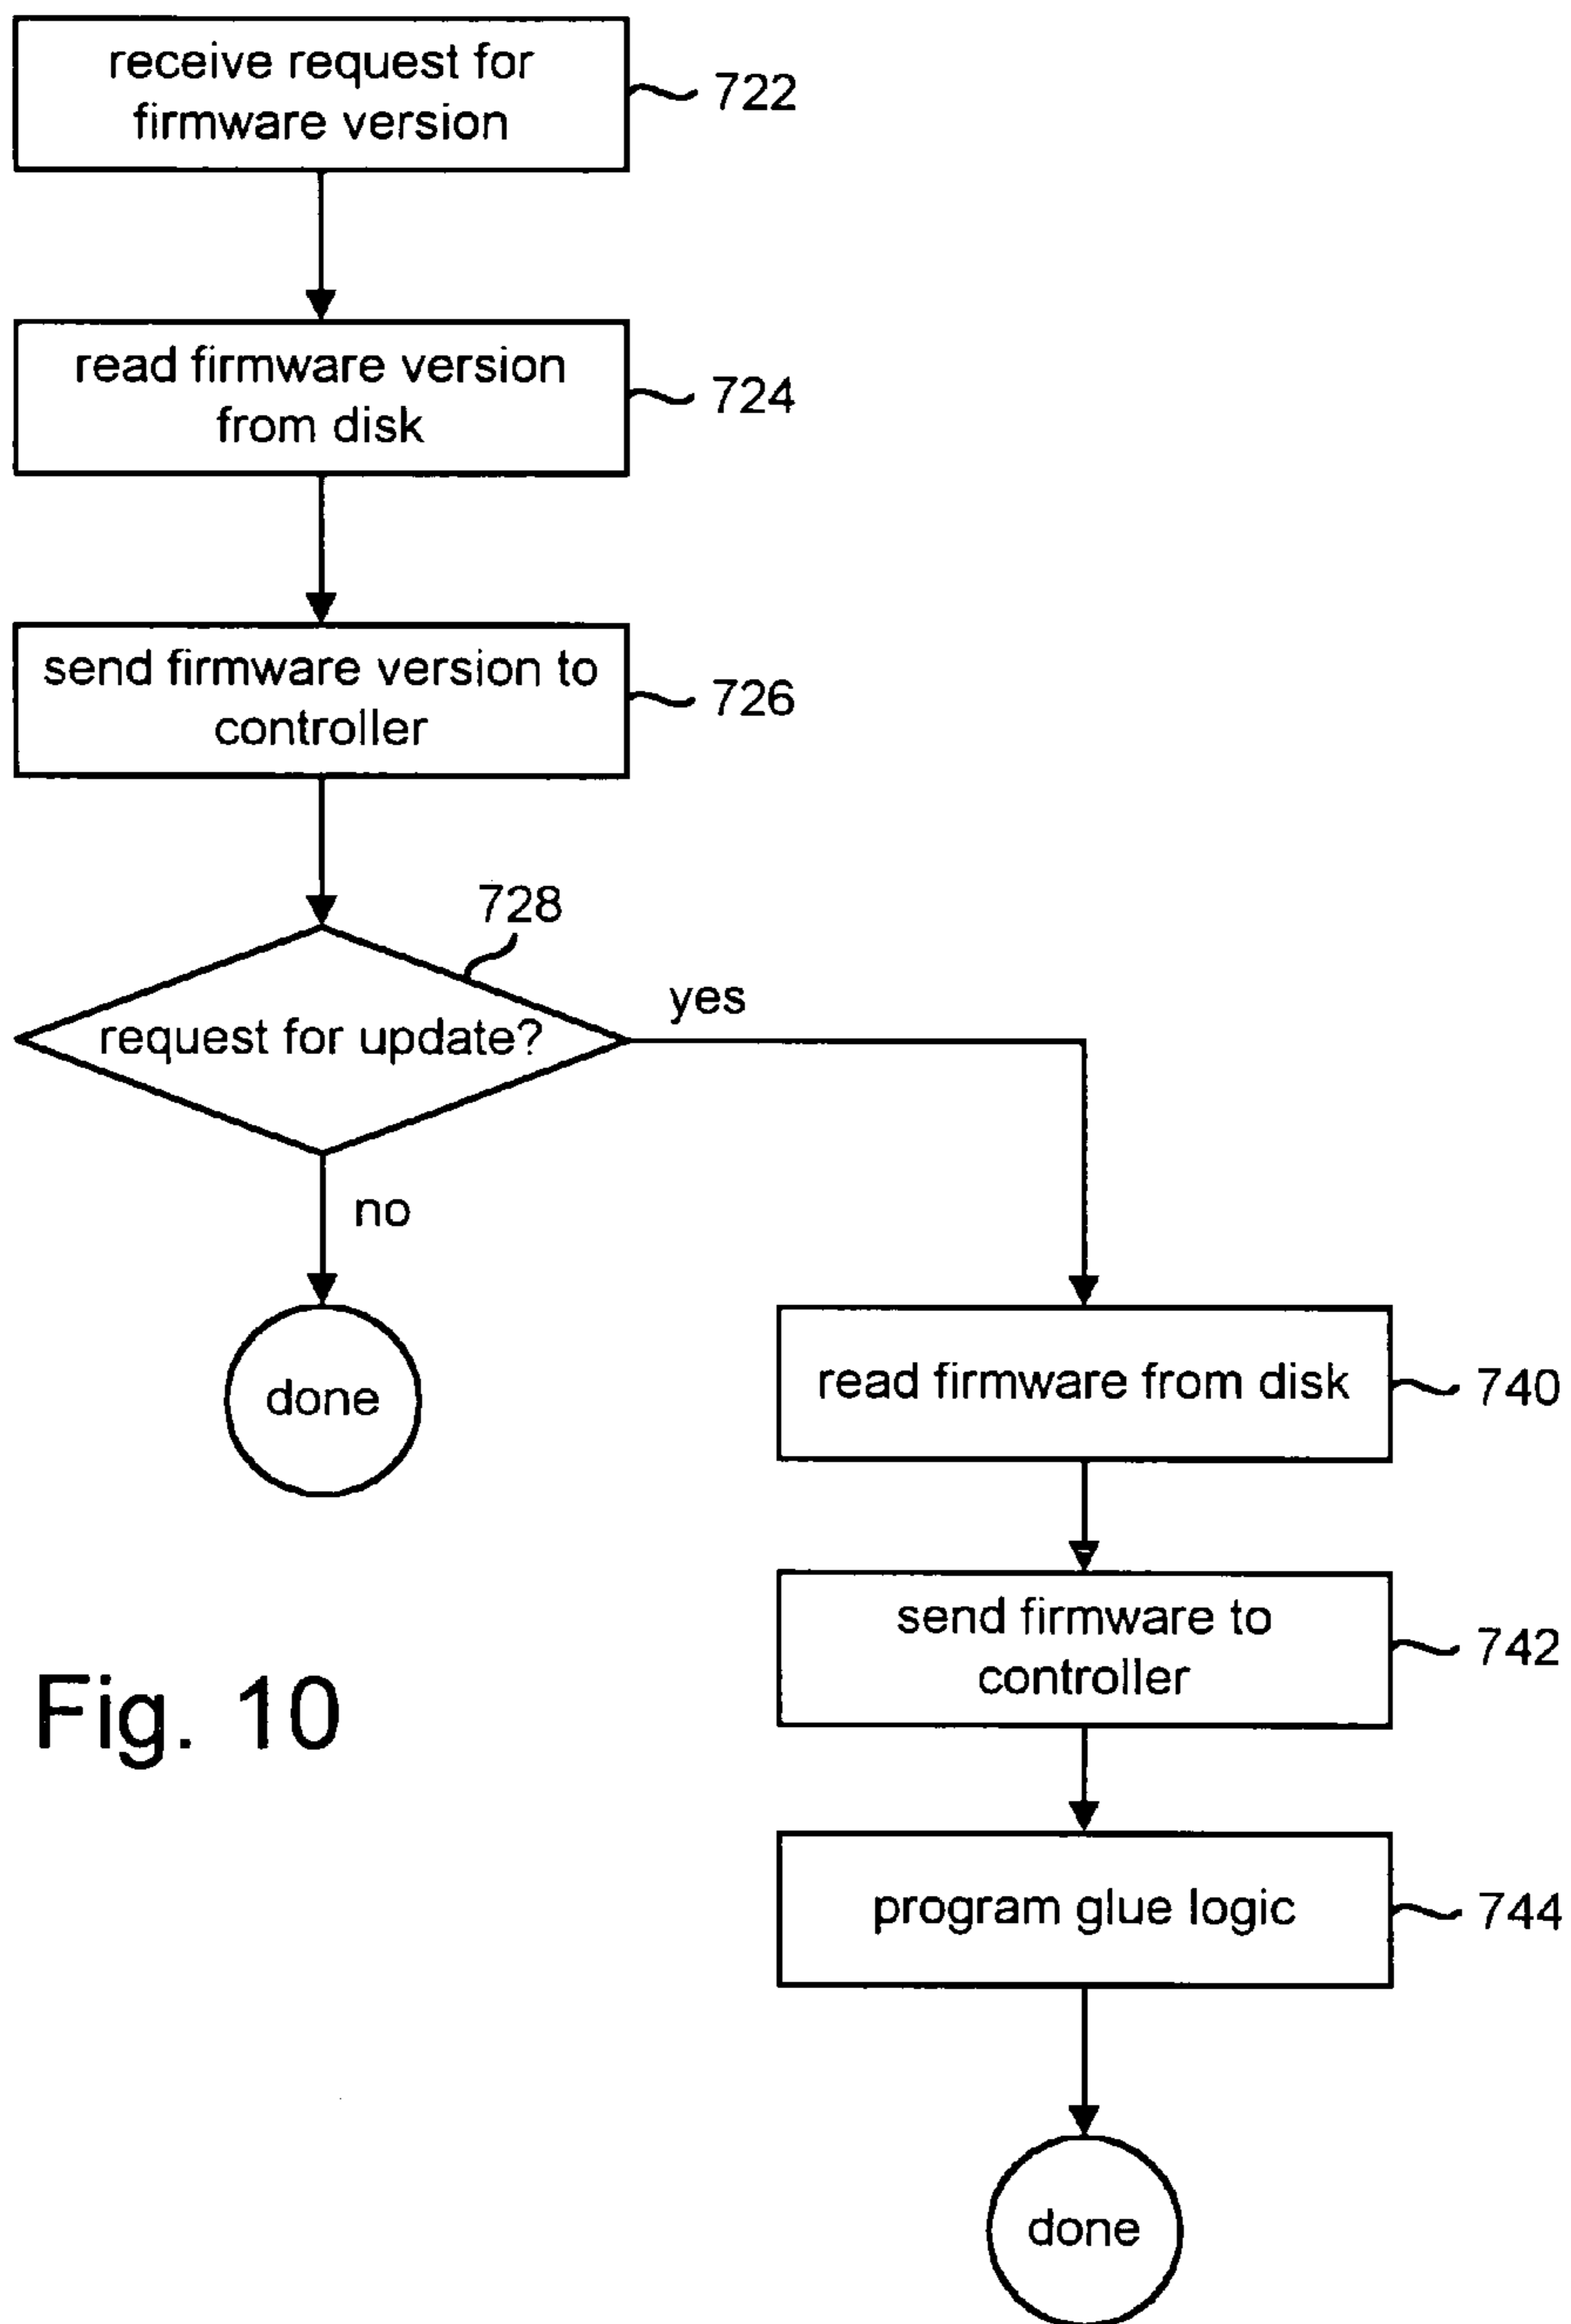 receive request for
firmware version
722
read firmware version
from disk
724
send firmware version to
controller
726
728
request for update?
yes
no
done
read firmware from disk
740
send firmware to
controller
742
Fig. 10
program glue logic
744
done